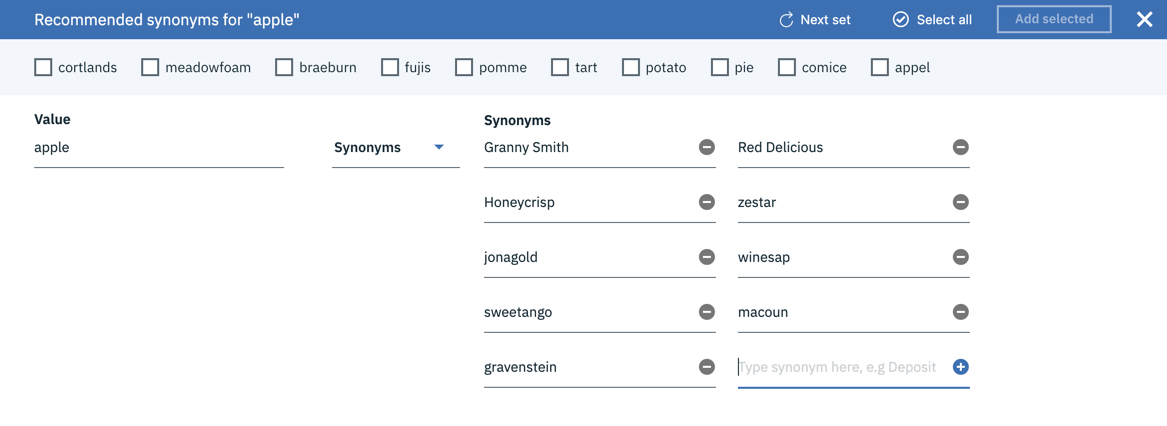 Recommended synonyms for "apple" Next set Select all Add selected
cortlands meadowfoam braeburn fujis pomme tart potato pie comice appel
Value Synonyms
apple Synonyms Granny Smith Red Delicious
Honeycrisp zestar
jonagold winesap
sweetango macoun
gravenstein Type synonym here, e.g Deposit